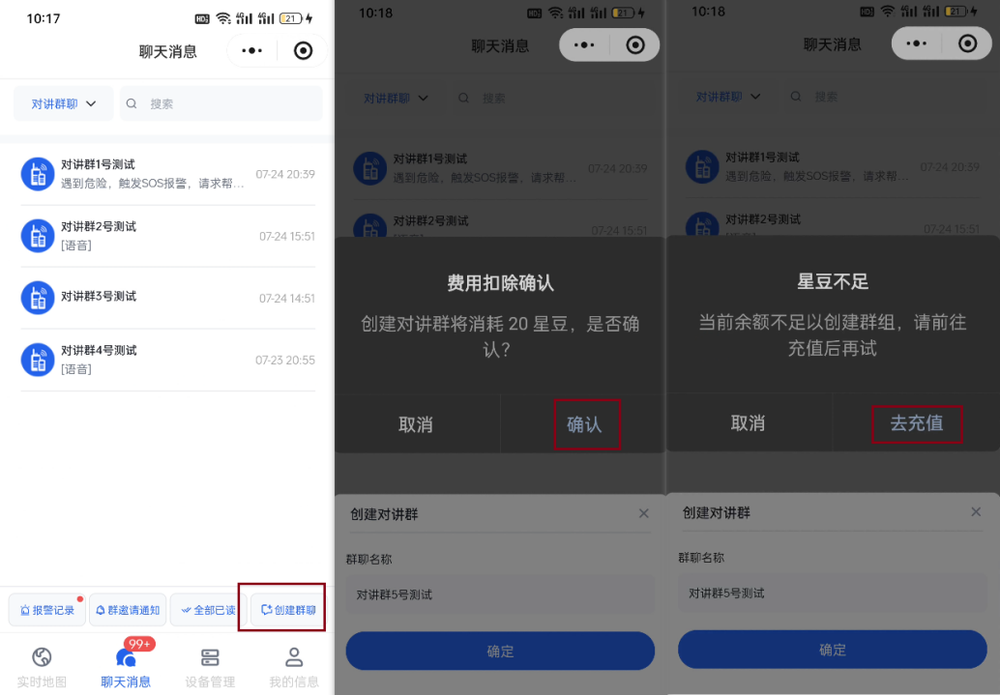 10:17
HD2 4G 4G 21
聊天消息
对讲群聊
搜索
对讲群1号测试
遇到危险，触发SOS报警，请求帮...
07-24 20:39
对讲群2号测试
[语音]
07-24 15:51
对讲群3号测试
07-24 14:51
对讲群4号测试
[语音]
07-23 20:55
报警记录
群邀请通知
全部已读
创建群聊
99+
实时地图
聊天消息
设备管理
我的信息
10:18
HD2 4G 4G 21
聊天消息
对讲群聊
搜索
对讲群1号测试
遇到危险，触发SOS报警，请求帮...
07-24 20:39
对讲群2号测试
07-24 15:51
费用扣除确认
创建对讲群将消耗 20 星豆，是否确
认？
取消
确认
创建对讲群
群聊名称
对讲群5号测试
确定
10:18
HD2 4G 4G 21
聊天消息
对讲群聊
搜索
对讲群1号测试
遇到危险，触发SOS报警，请求帮...
07-24 20:39
对讲群2号测试
07-24 15:51
星豆不足
当前余额不足以创建群组，请前往
充值后再试
取消
去充值
创建对讲群
群聊名称
对讲群5号测试
确定